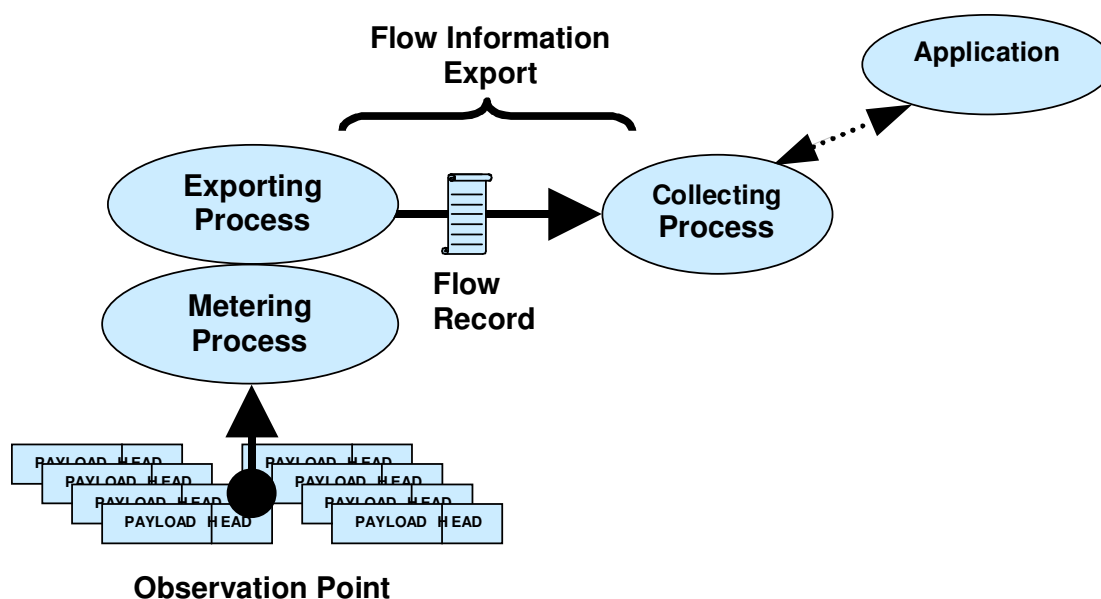 Flow Information
Export
Application
Exporting
Process
Collecting
Process
Flow
Record
Metering
Process
PAYLOAD HEAD
PAYLOAD HEAD
PAYLOAD HEAD
PAYLOAD HEAD
PAYLOAD HEAD
PAYLOAD HEAD
PAYLOAD HEAD
PAYLOAD HEAD
Observation Point